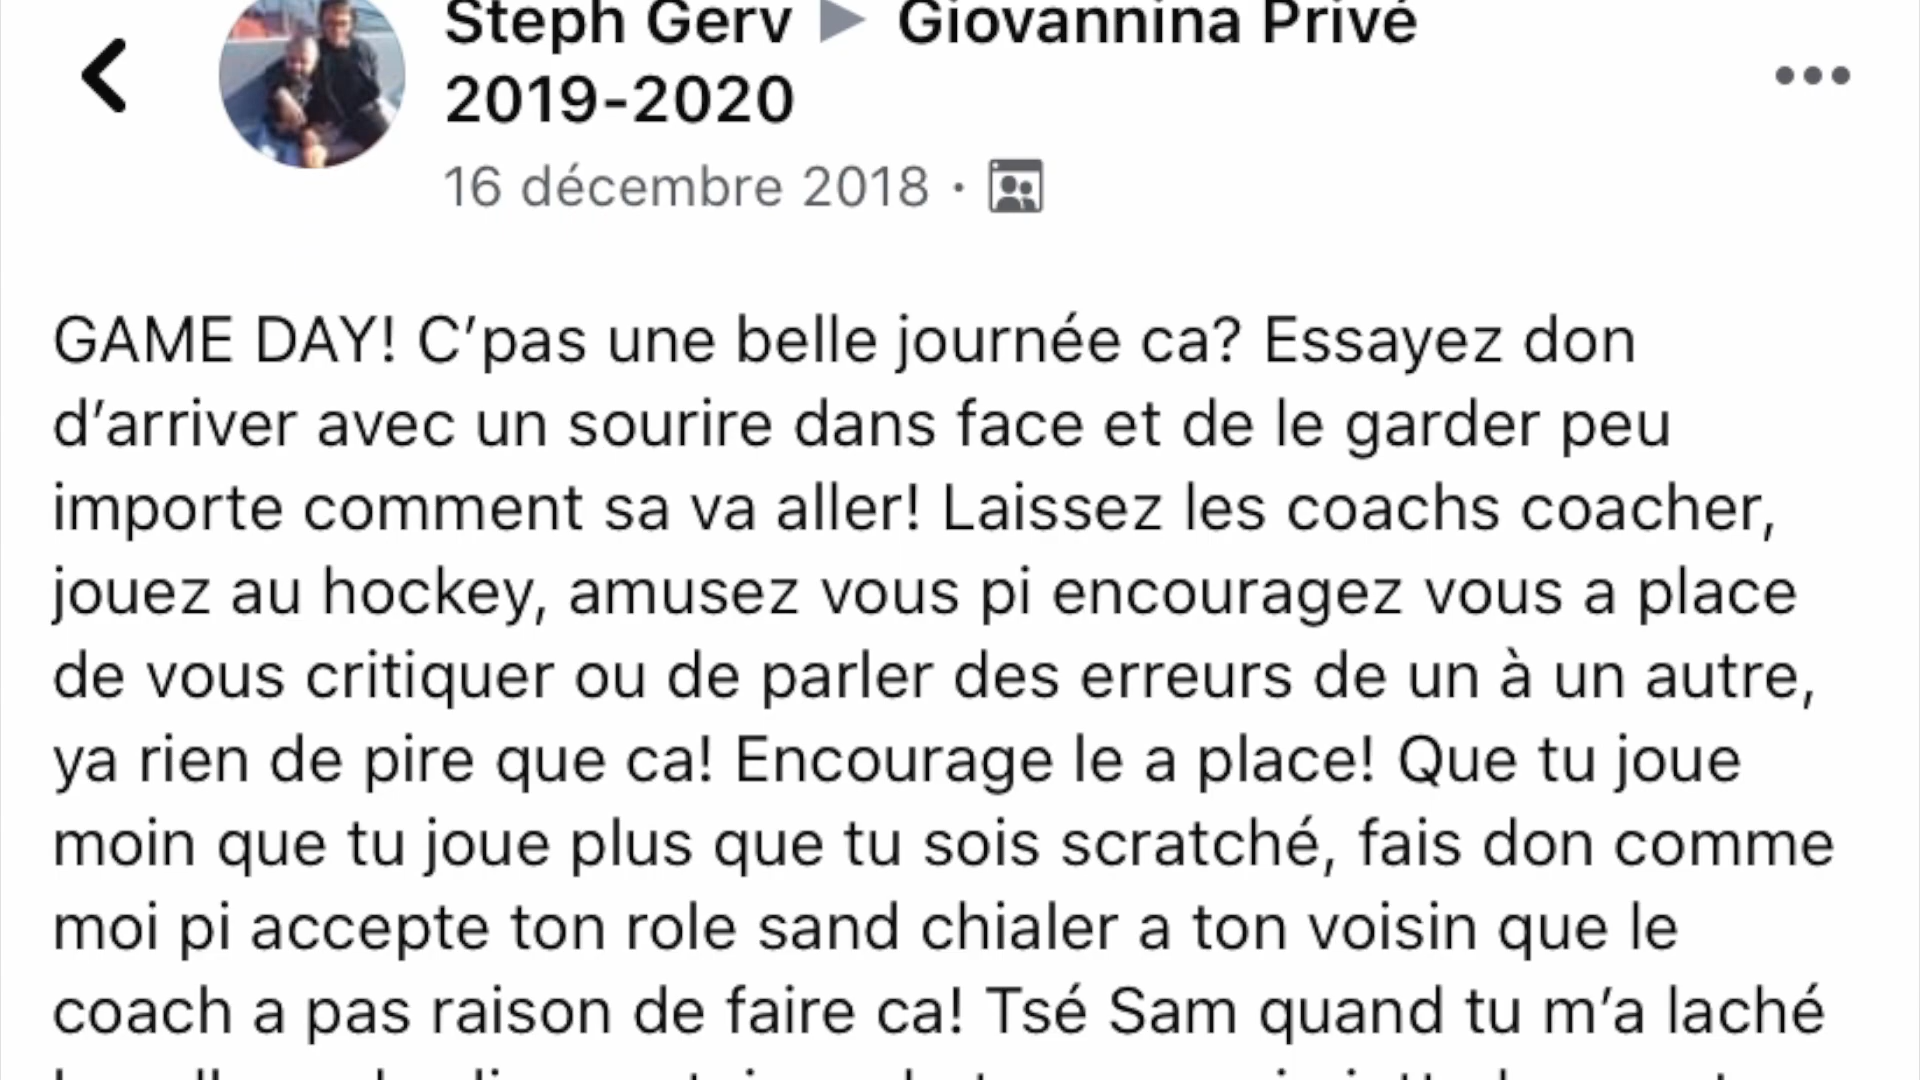 Steph Gerv ▶ Giovannina Privé
2019-2020
16 décembre 2018 ·
GAME DAY! C’pas une belle journée ca? Essayez don
d’arriver avec un sourire dans face et de le garder peu
importe comment sa va aller! Laissez les coachs coacher,
jouez au hockey, amusez vous pi encouragez vous a place
de vous critiquer ou de parler des erreurs de un à un autre,
ya rien de pire que ca! Encourage le a place! Que tu joue
moin que tu joue plus que tu sois scratché, fais don comme
moi pi accepte ton role sand chialer a ton voisin que le
coach a pas raison de faire ca! Tsé Sam quand tu m’a laché